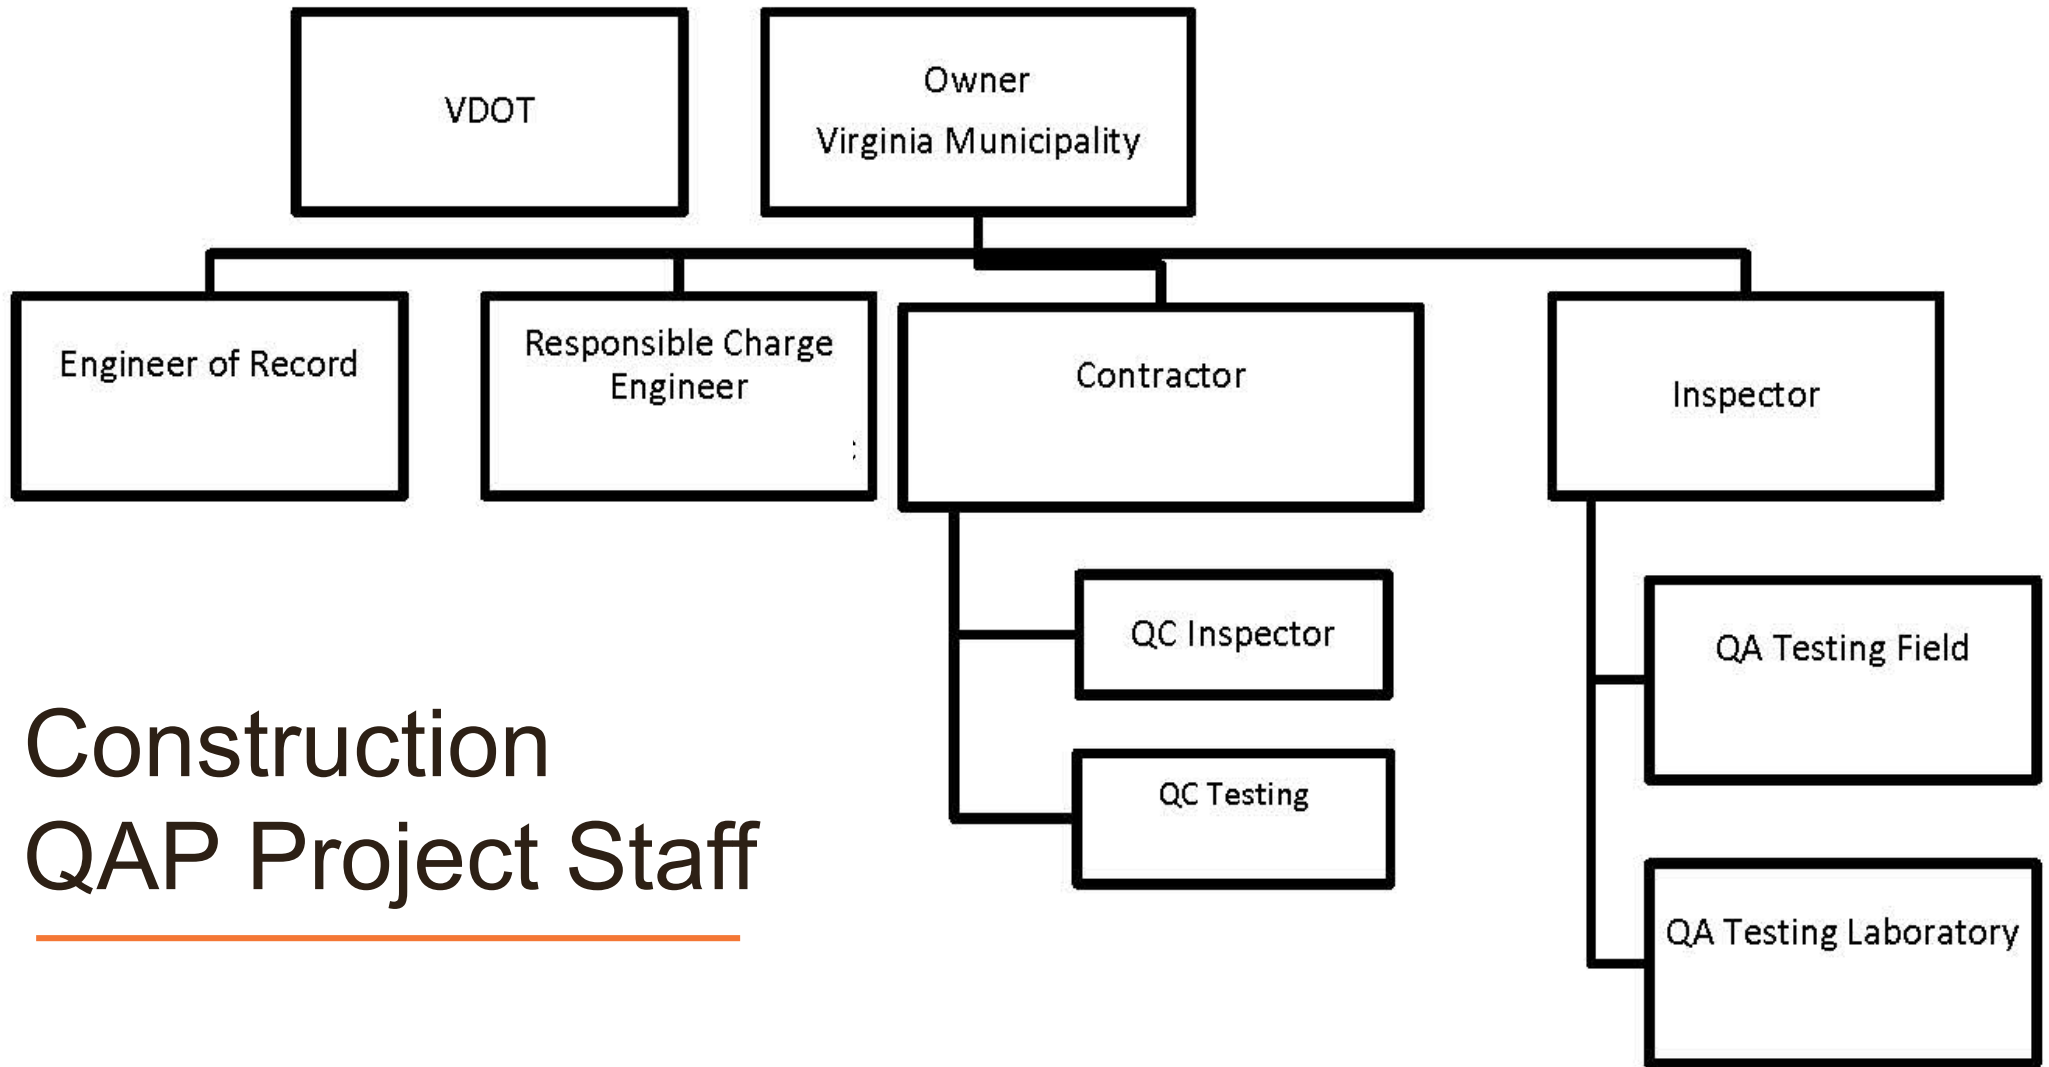 VDOT
Owner
Virginia Municipality
Engineer of Record
Responsible Charge
Engineer
Contractor
Inspector
QC Inspector
QA Testing Field
QC Testing
QA Testing Laboratory
Construction
QAP Project Staff